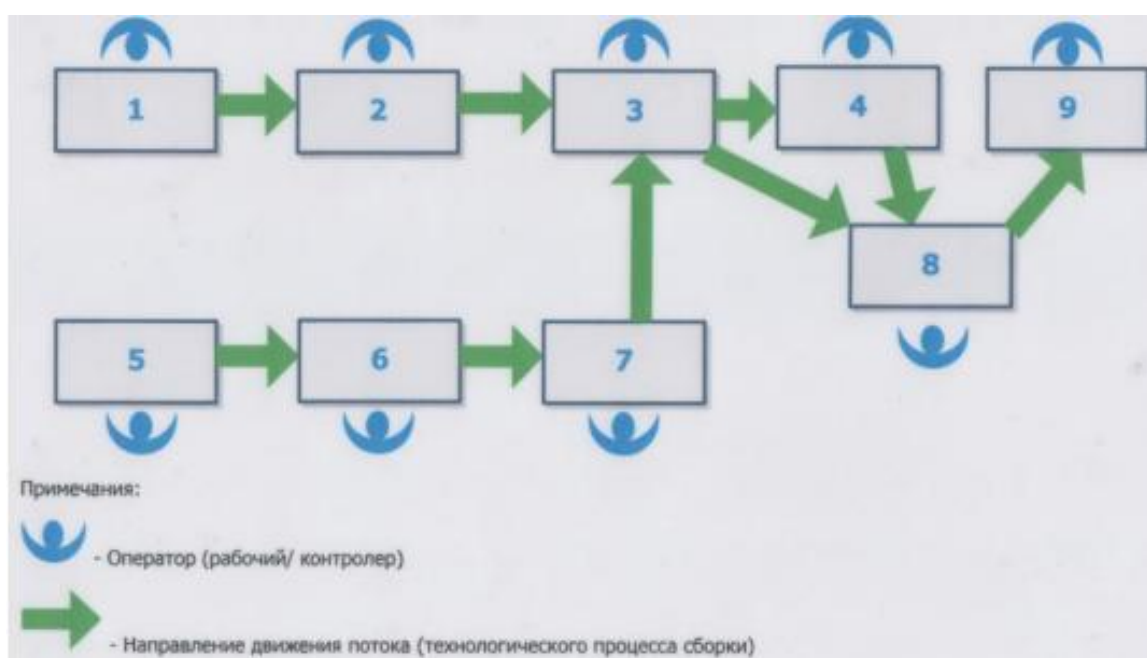 1 2 3 4 9
8
5 6 7
Примечания:
- Оператор (рабочий/ контролер)
- Направление движения потока (технологического процесса сборки)